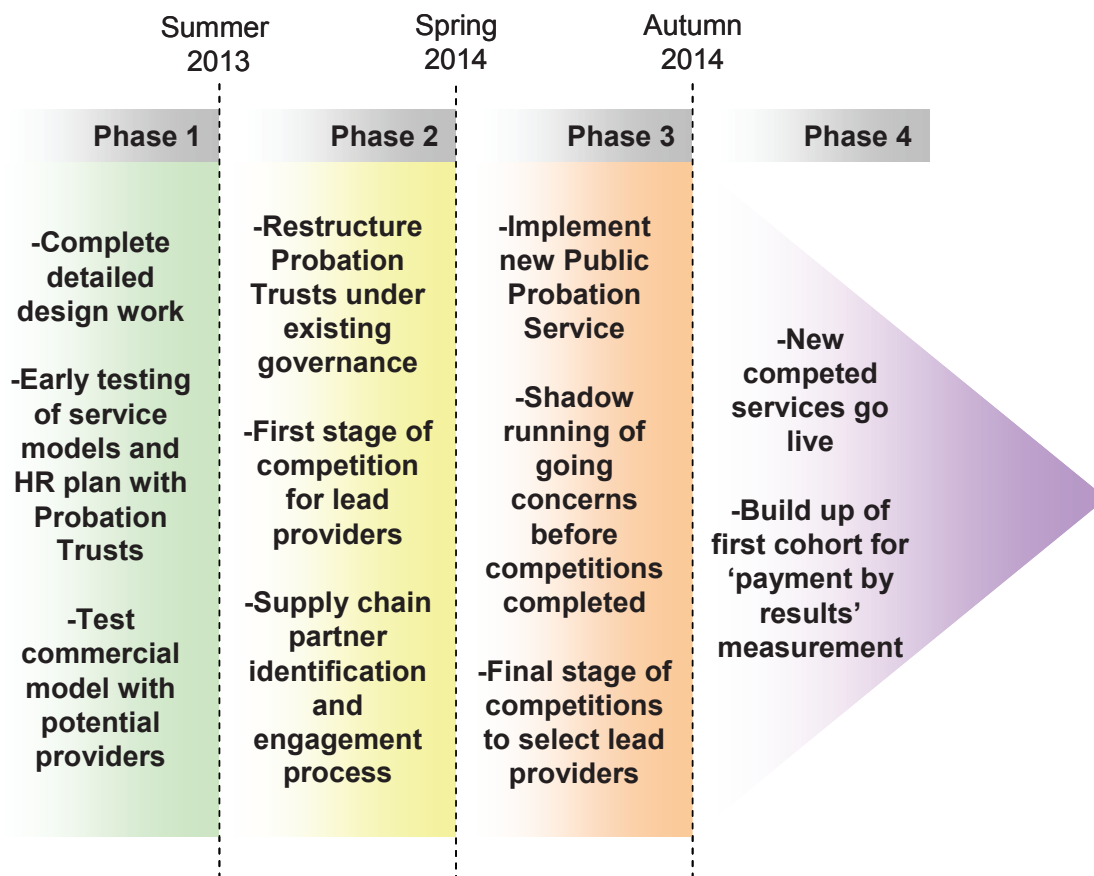 Summer
2013
Spring
2014
Autumn
2014
Phase 1
-Complete
detailed
design work
-Early testing
of service
models and
HR plan with
Probation
Trusts
-Test
commercial
model with
potential
providers
Phase 2
-Restructure
Probation
Trusts under
existing
governance
-First stage of
competition
for lead
providers
-Supply chain
partner
identification
and
engagement
process
Phase 3
-Implement
new Public
Probation
Service
-Shadow
running of
going
concerns
before
competitions
completed
-Final stage of
competitions
to select lead
providers
Phase 4
-New
competed
services go
live
-Build up of
first cohort for
‘payment by
results’
measurement